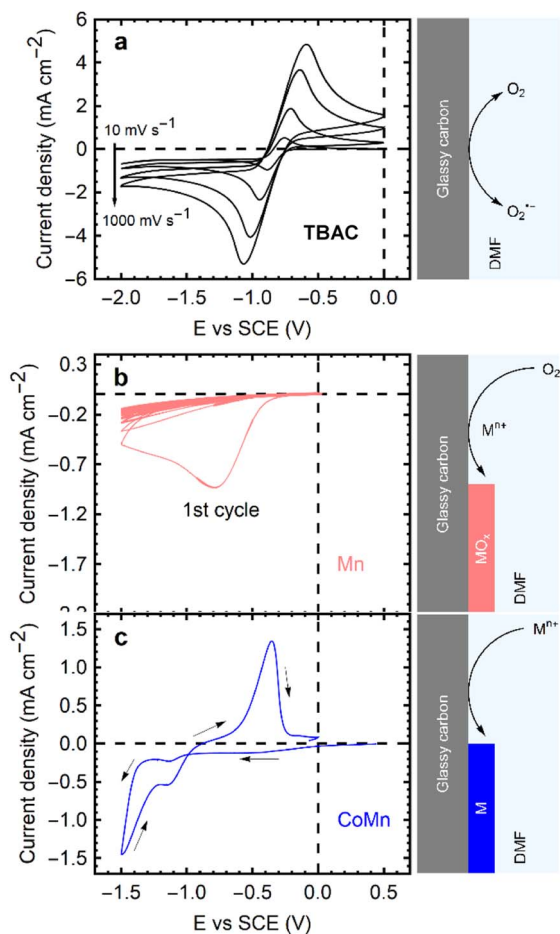 a
6
4
2
0
−2
−4
−6
Current density (mA cm−2)
10 mV s−1
1000 mV s−1
TBAC
−2.0
−1.5
−1.0
−0.5
0.0
E vs SCE (V)
Glassy carbon
O2
O2•−
DMF
b
0.3
−0.2
−0.7
−1.2
−1.7
Current density (mA cm−2)
1st cycle
Mn
Glassy carbon
O2
Mn+
MOx
DMF
c
1.5
1.0
0.5
0.0
−0.5
−1.0
−1.5
Current density (mA cm−2)
CoMn
−1.5
−1.0
−0.5
0.0
E vs SCE (V)
Glassy carbon
Mn+
M
DMF